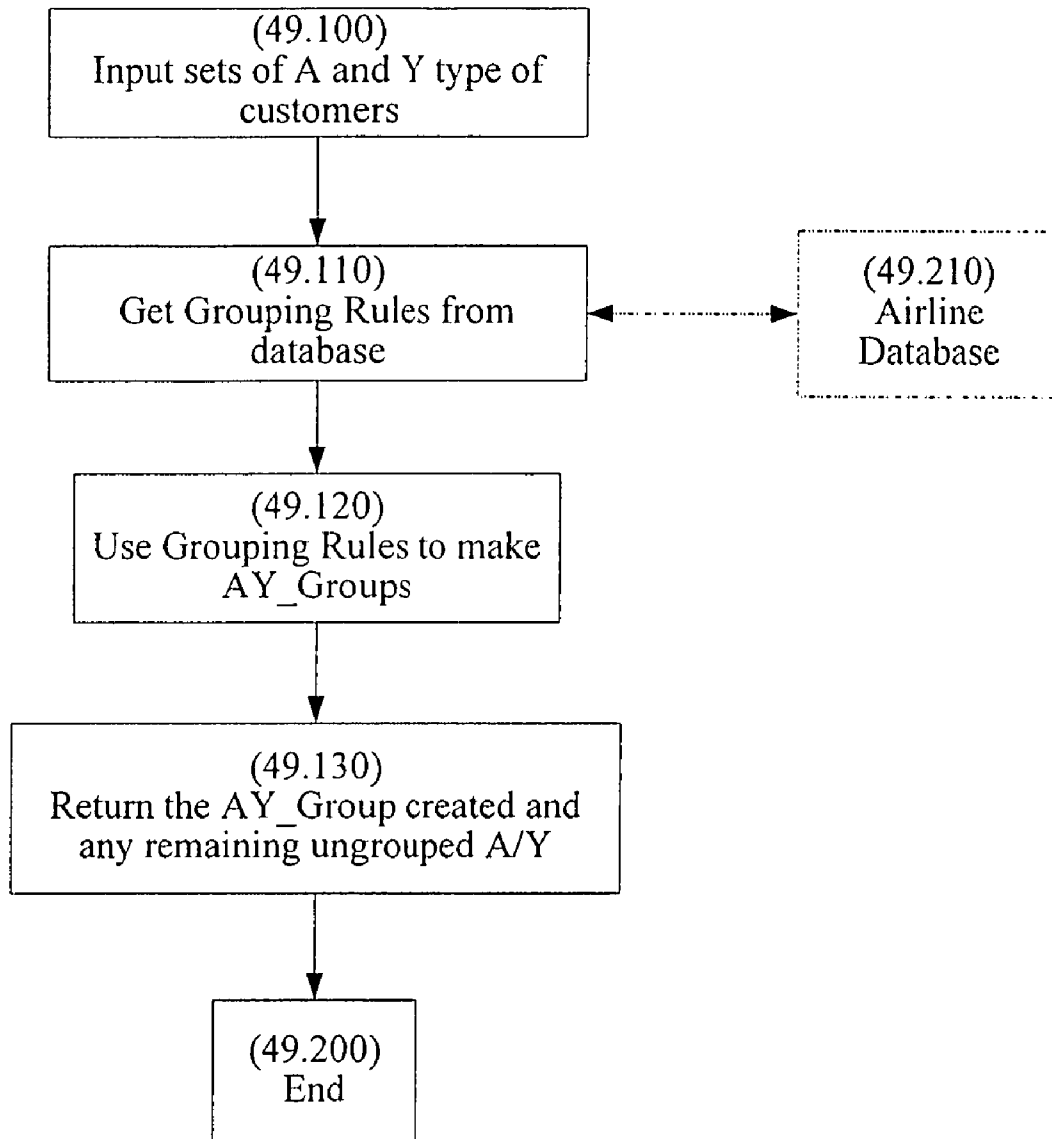 (49.100)
Input sets of A and Y type of
customers
(49.110)
Get Grouping Rules from
database
(49.210)
Airline
Database
(49.120)
Use Grouping Rules to make
AY_Groups
(49.130)
Return the AY_Group created and
any remaining ungrouped A/Y
(49.200)
End